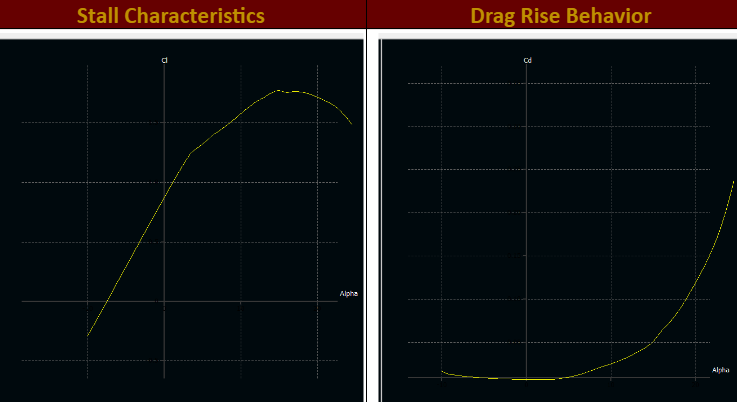 Stall Characteristics
Drag Rise Behavior
Cl
Cd
Alpha
Alpha